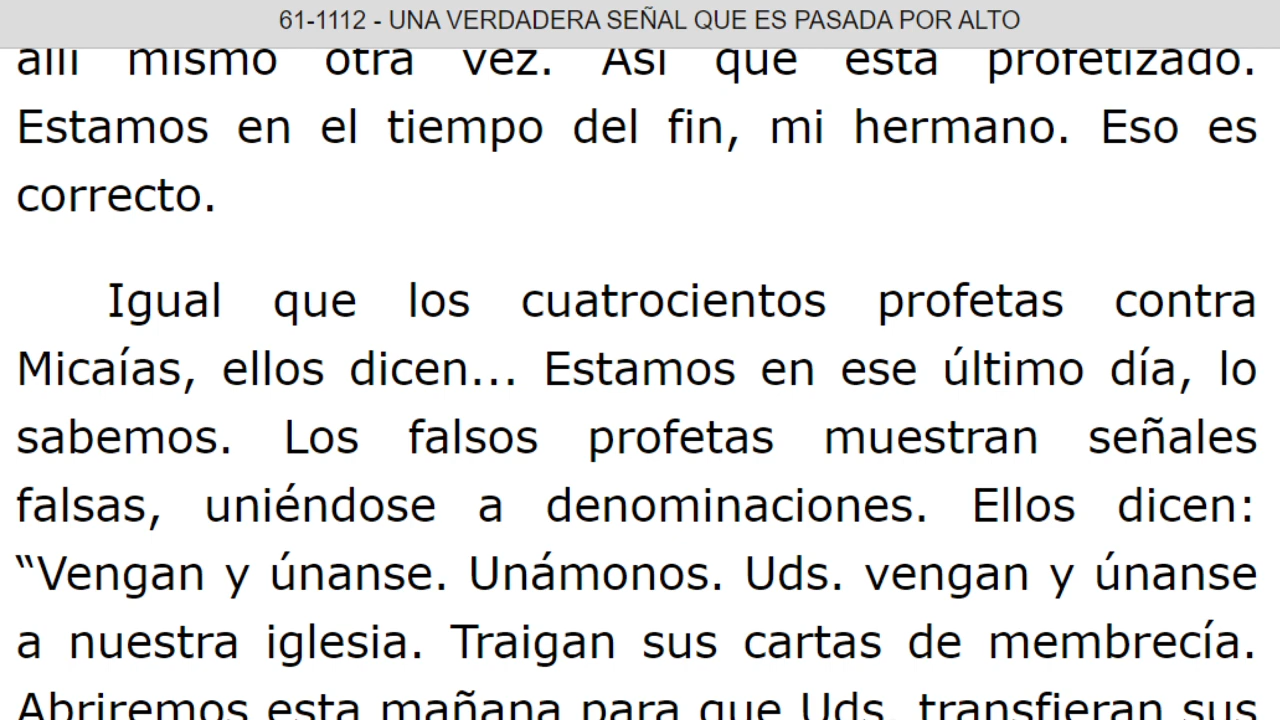 61-1112 - UNA VERDADERA SEÑAL QUE ES PASADA POR ALTO
allí mismo otra vez. Así que está profetizado.
Estamos en el tiempo del fin, mi hermano. Eso es
correcto.
Igual que los cuatrocientos profetas contra
Micaías, ellos dicen... Estamos en ese último día, lo
sabemos. Los falsos profetas muestran señales
falsas, uniéndose a denominaciones. Ellos dicen:
“Vengan y únanse. Unámonos. Uds. vengan y únanse
a nuestra iglesia. Traigan sus cartas de membrecía.
Abriremos esta mañana para que Uds. transfieran sus